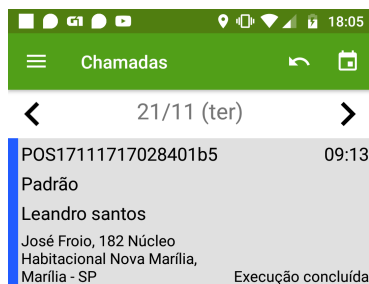 G1 18:05
Chamadas
21/11 (ter)
POS17111717028401b5 09:13
Padrão
Leandro santos
José Froio, 182 Núcleo
Habitacional Nova Marília,
Marília - SP Execução concluída